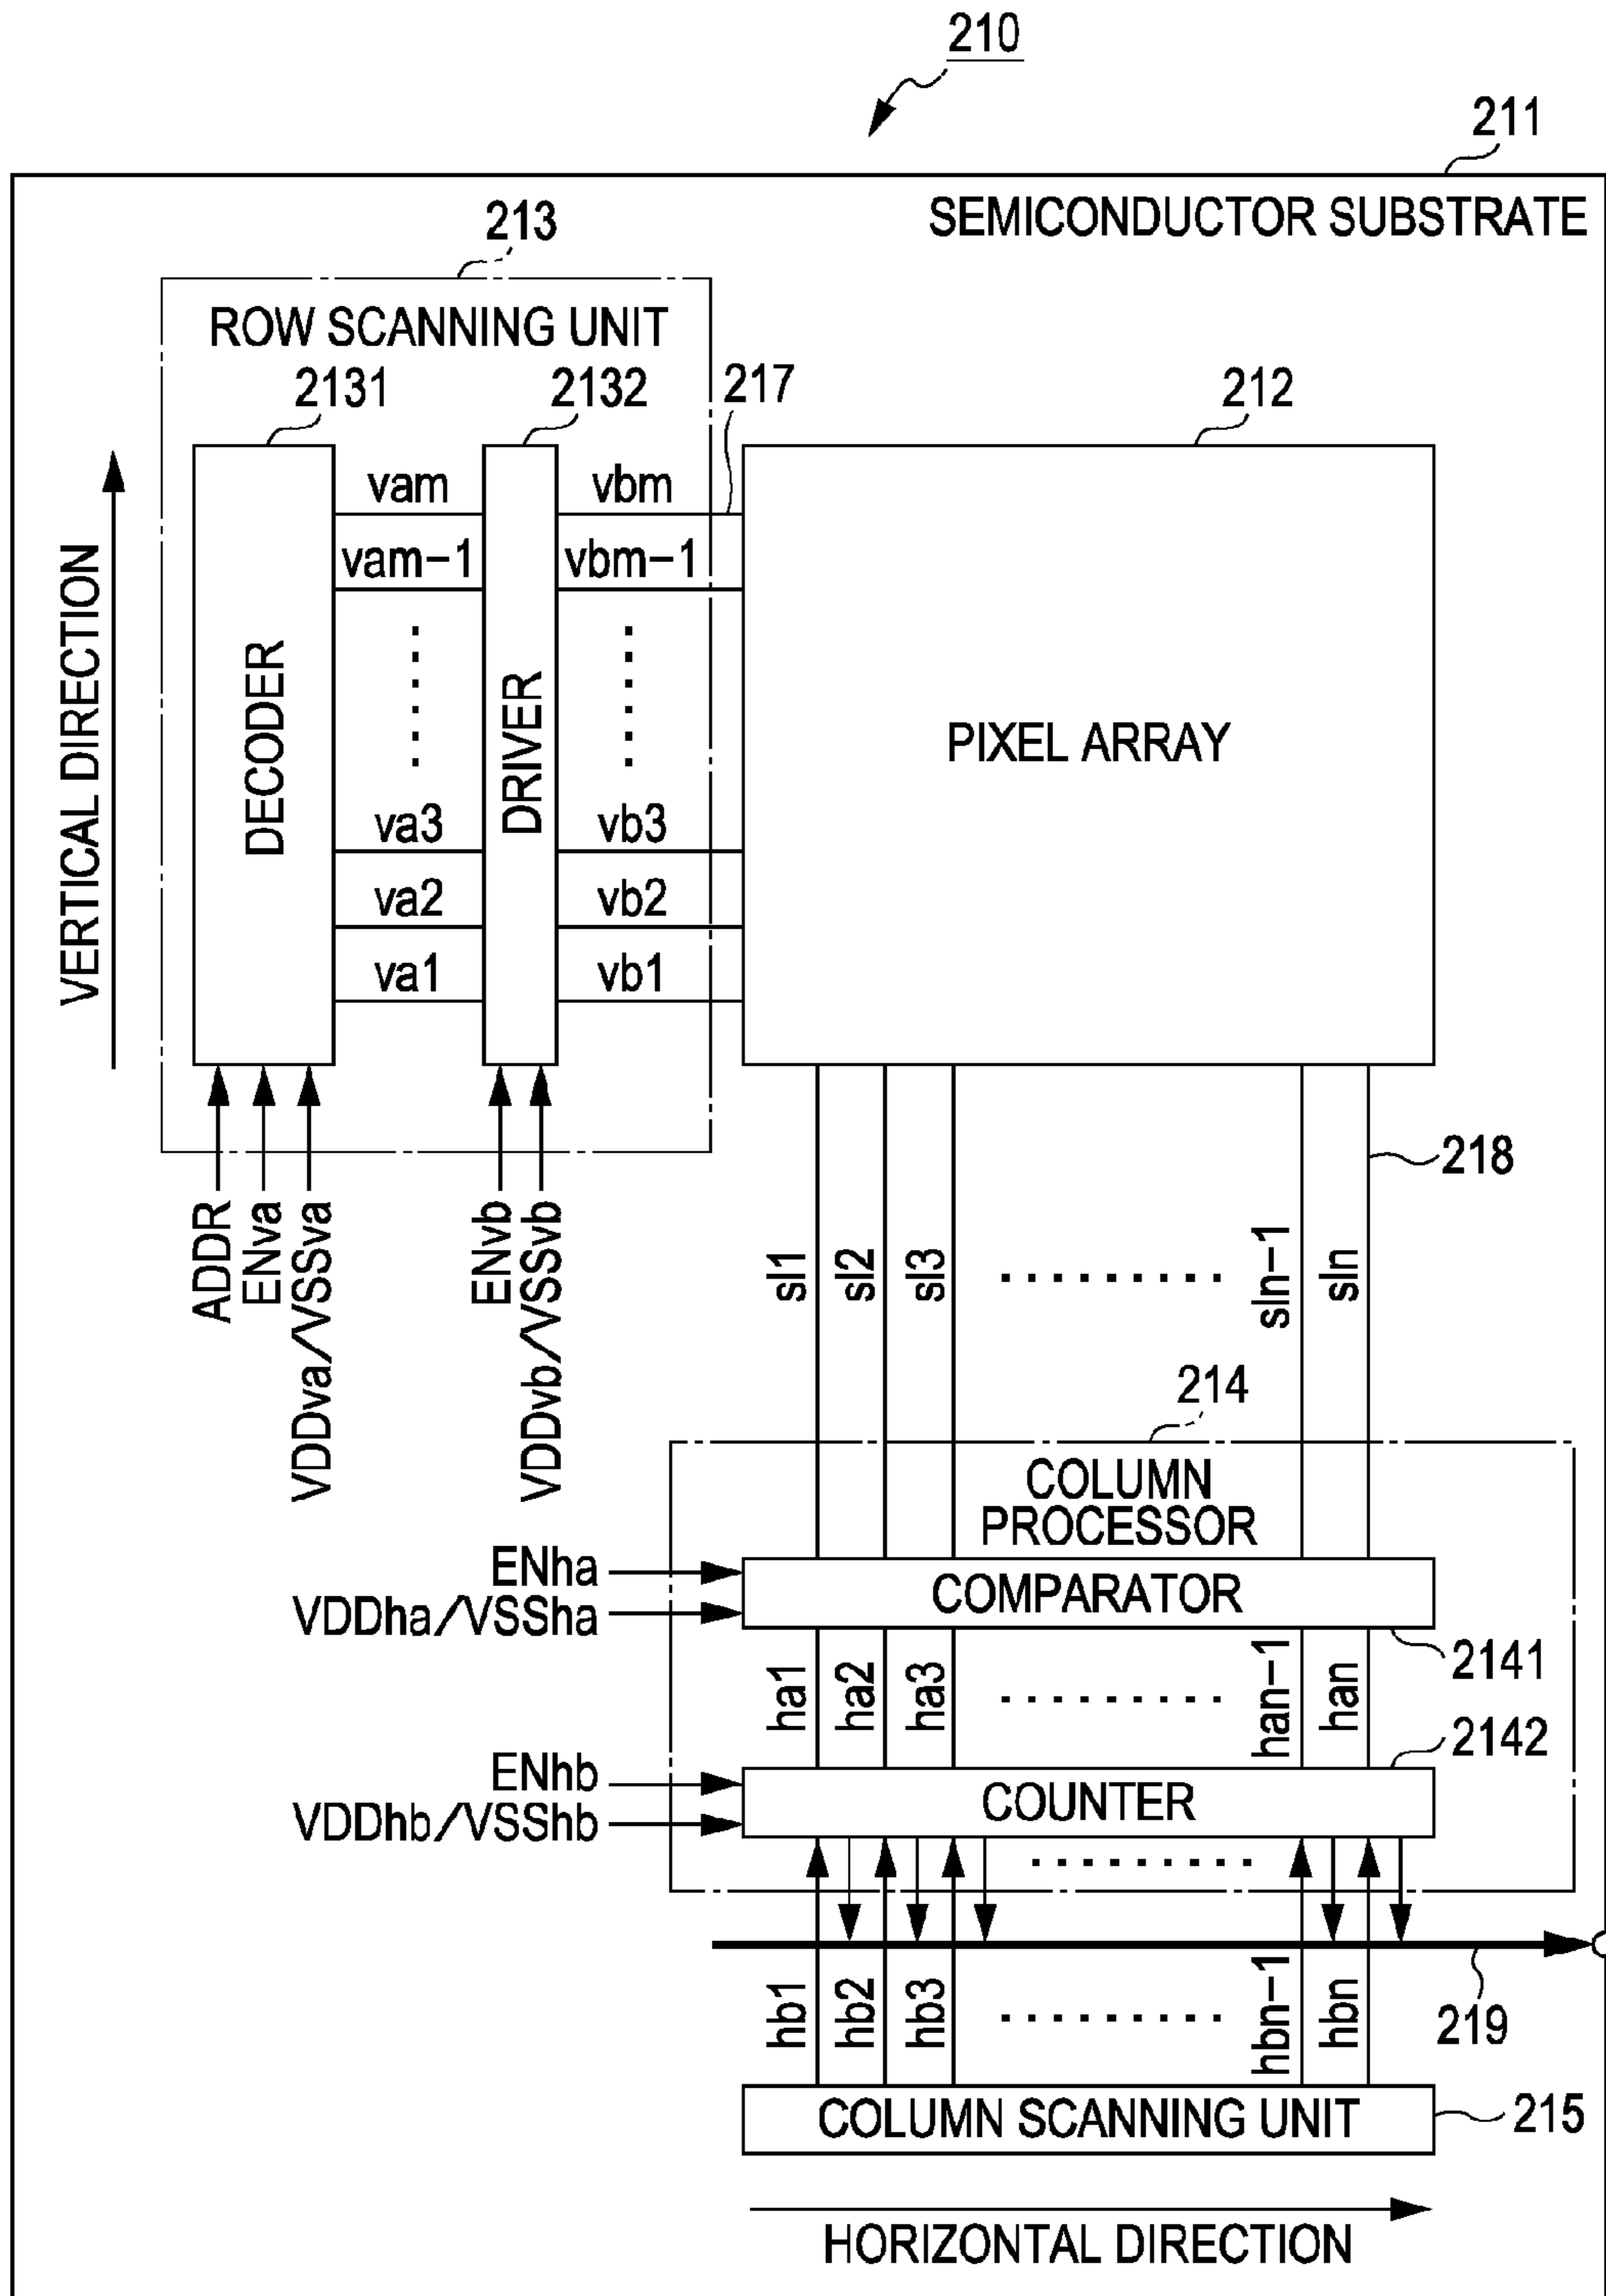 210
211
SEMICONDUCTOR SUBSTRATE
213
ROW SCANNING UNIT
2131
2132
217
212
VERTICAL DIRECTION
DECODER
vam
vam-1
va3
va2
va1
DRIVER
vbm
vbm-1
vb3
vb2
vb1
PIXEL ARRAY
ADDR
ENva
VDDva/VSSva
ENvb
VDDvb/VSSvb
sl1
sl2
sl3
sln-1
sln
218
214
COLUMN
PROCESSOR
ENha
VDDha/VSSha
COMPARATOR
2141
ha1
ha2
ha3
han-1
han
2142
ENhb
VDDhb/VSShb
COUNTER
hb1
hb2
hb3
hbn-1
hbn
219
COLUMN SCANNING UNIT
215
HORIZONTAL DIRECTION